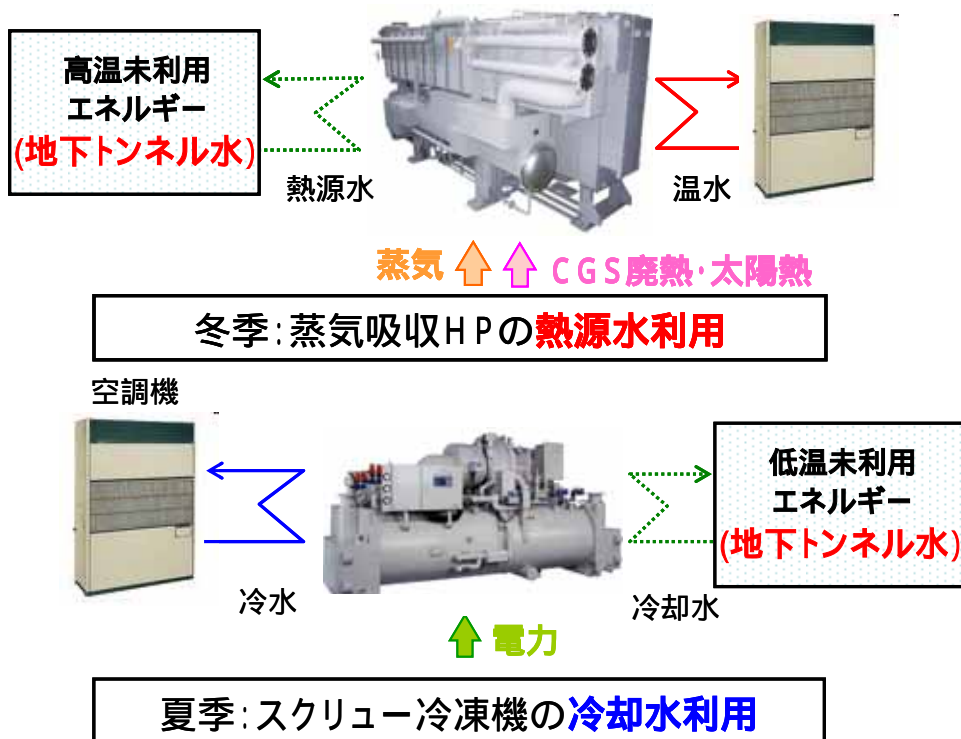 高温未利用
エネルギー
(地下トンネル水)
熱源水
温水
蒸気
CGS廃熱・太陽熱
冬季:蒸気吸収HPの熱源水利用
空調機
低温未利用
エネルギー
(地下トンネル水)
冷水
冷却水
電力
夏季:スクリュー冷凍機の冷却水利用